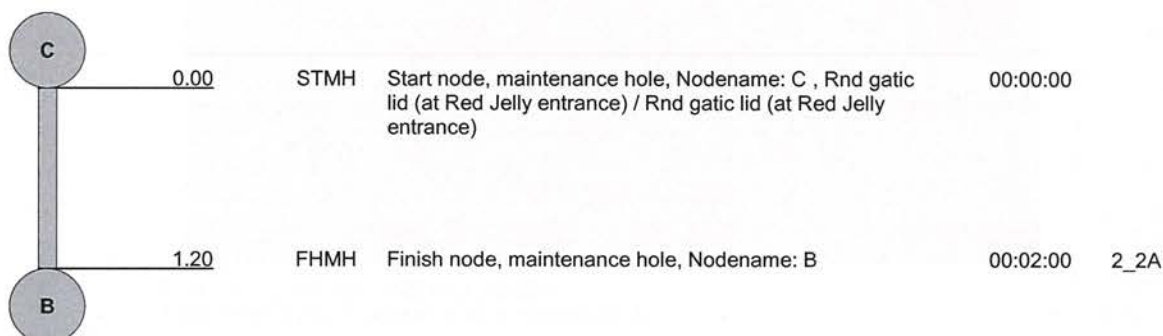 C
0.00 STMH Start node, maintenance hole, Nodename: C , Rnd gatic 00:00:00
lid (at Red Jelly entrance) / Rnd gatic lid (at Red Jelly
entrance)
1.20 FHMH Finish node, maintenance hole, Nodename: B 00:02:00 2_2A
B